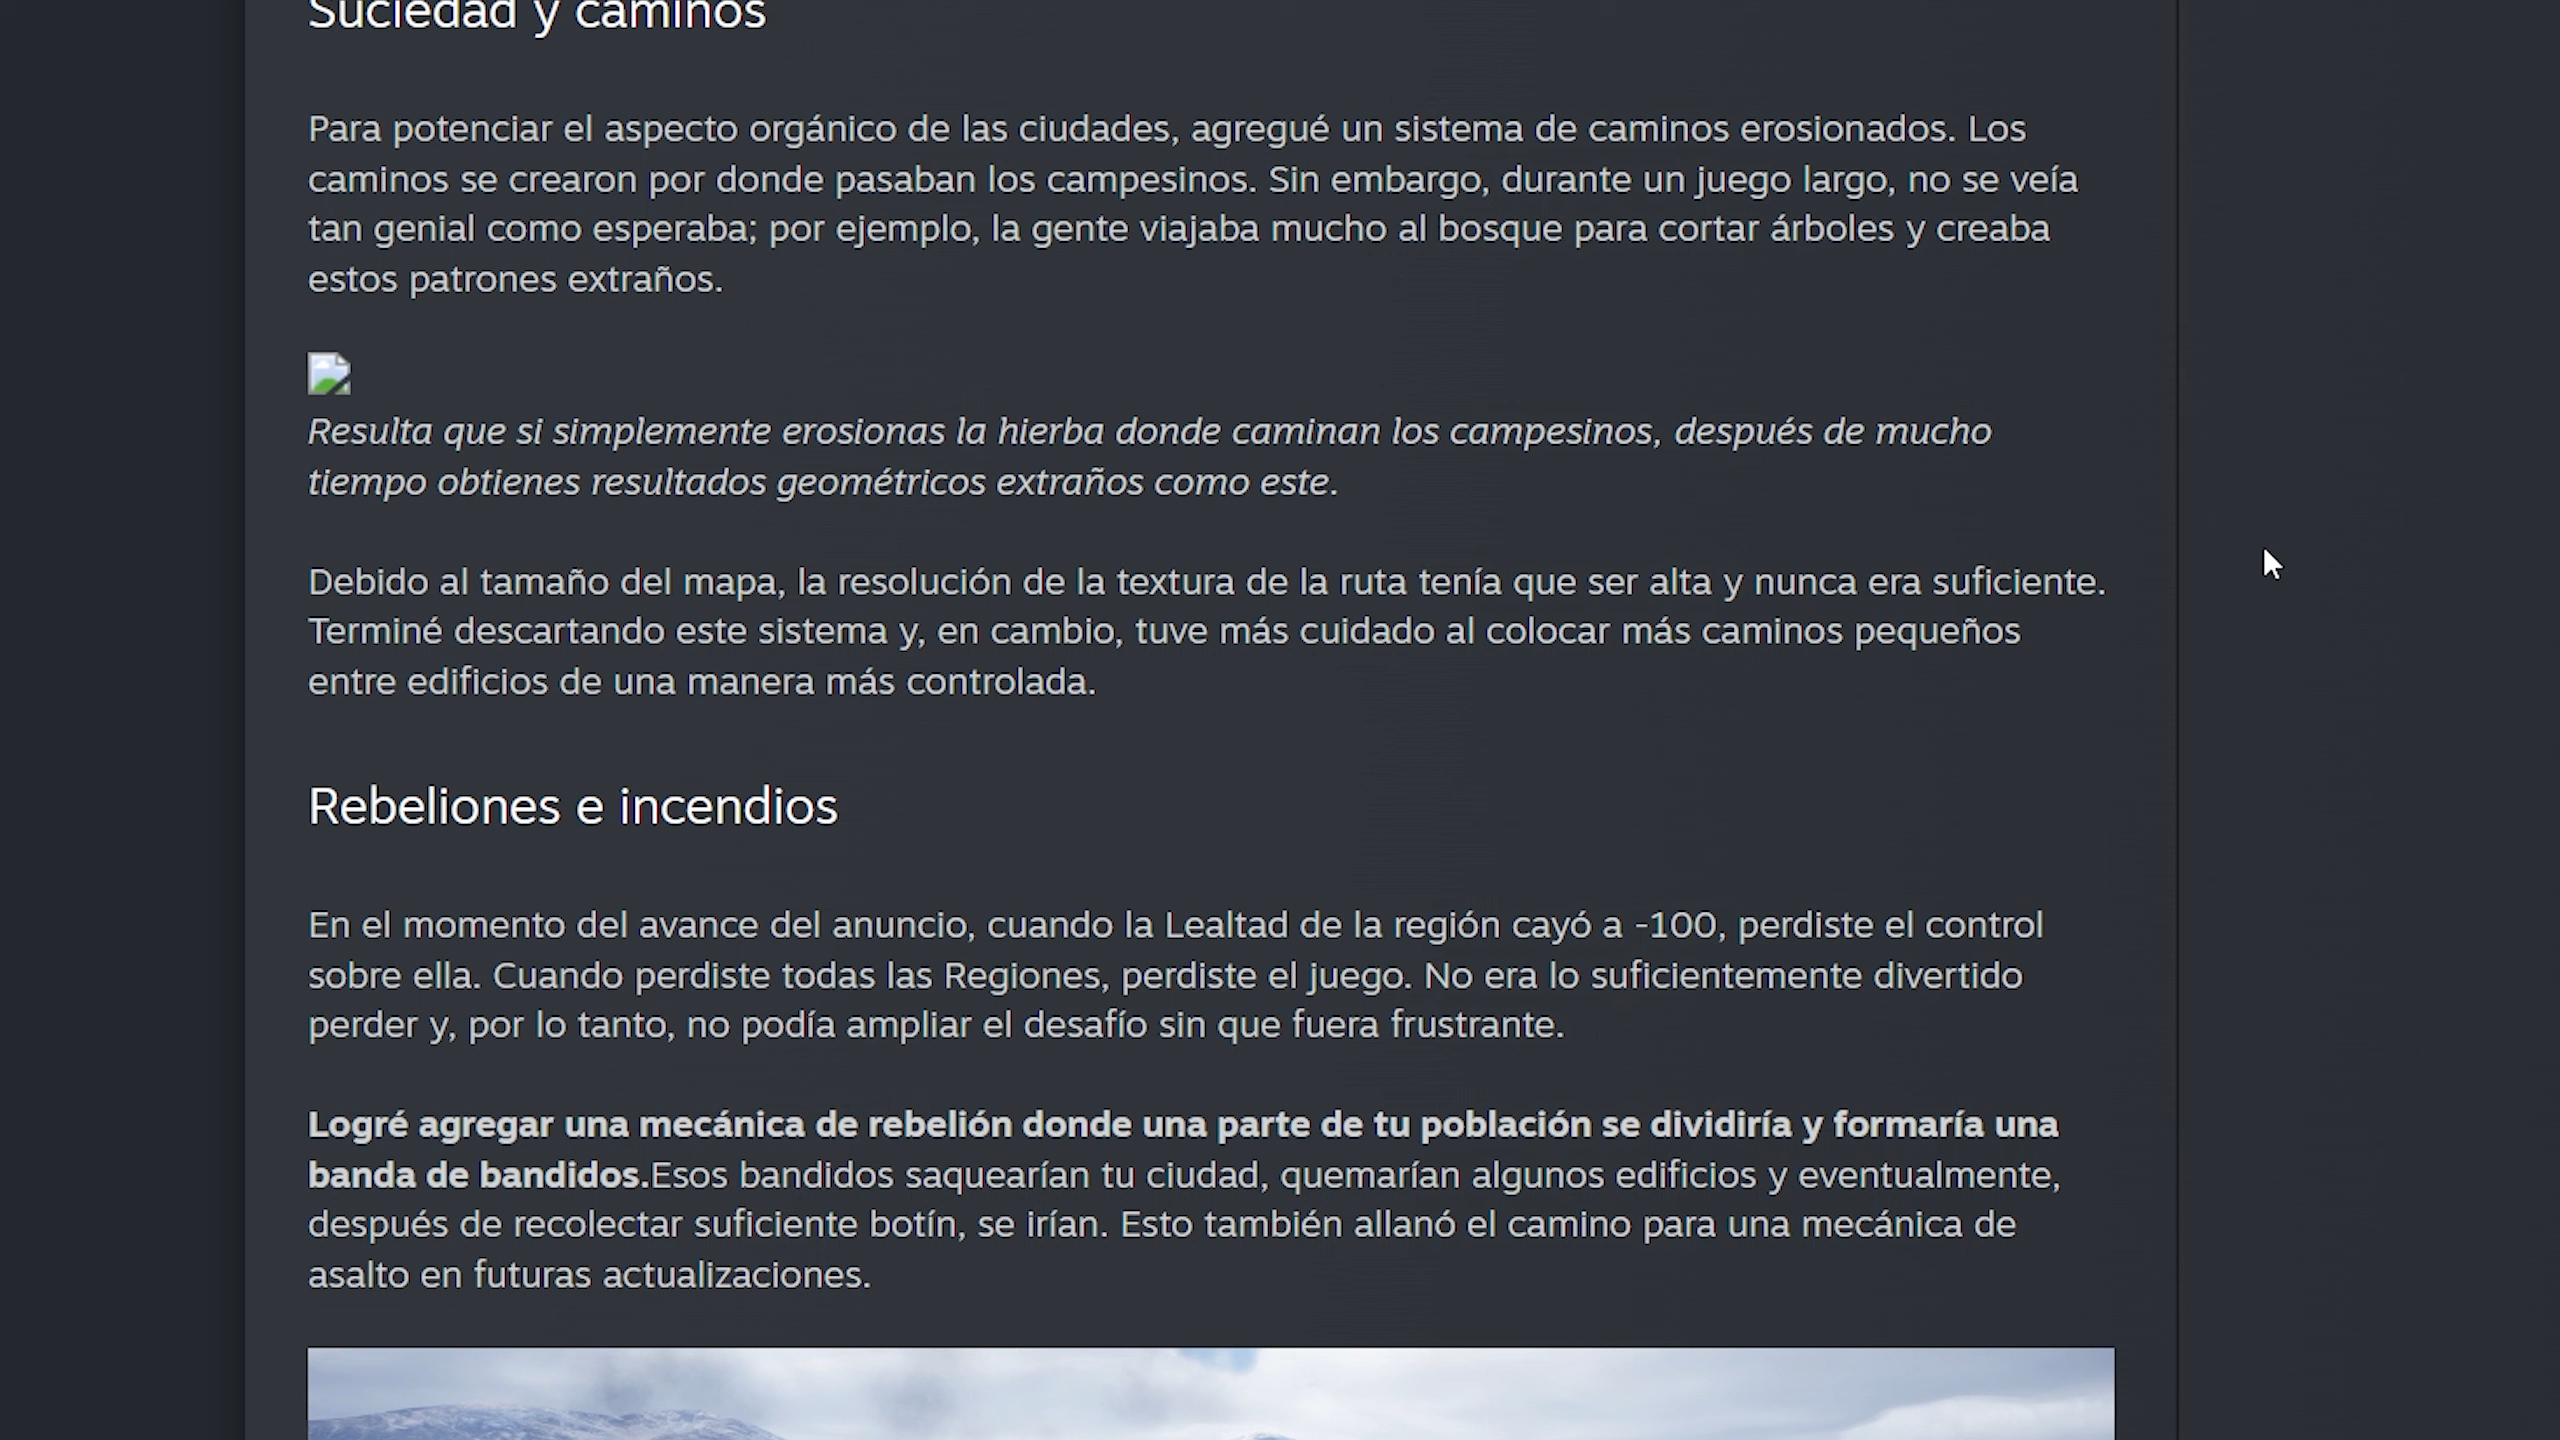 Suciedad y caminos
Para potenciar el aspecto orgánico de las ciudades, agregué un sistema de caminos erosionados. Los
caminos se crearon por donde pasaban los campesinos. Sin embargo, durante un juego largo, no se veía
tan genial como esperaba; por ejemplo, la gente viajaba mucho al bosque para cortar árboles y creaba
estos patrones extraños.
Resulta que si simplemente erosionas la hierba donde caminan los campesinos, después de mucho
tiempo obtienes resultados geométricos extraños como este.
Debido al tamaño del mapa, la resolución de la textura de la ruta tenía que ser alta y nunca era suficiente.
Terminé descartando este sistema y, en cambio, tuve más cuidado al colocar más caminos pequeños
entre edificios de una manera más controlada.
Rebeliones e incendios
En el momento del avance del anuncio, cuando la Lealtad de la región cayó a -100, perdiste el control
sobre ella. Cuando perdiste todas las Regiones, perdiste el juego. No era lo suficientemente divertido
perder y, por lo tanto, no podía ampliar el desafío sin que fuera frustrante.
Logré agregar una mecánica de rebelión donde una parte de tu población se dividiría y formaría una
banda de bandidos.Esos bandidos saquearían tu ciudad, quemarían algunos edificios y eventualmente,
después de recolectar suficiente botín, se irían. Esto también allanó el camino para una mecánica de
asalto en futuras actualizaciones.